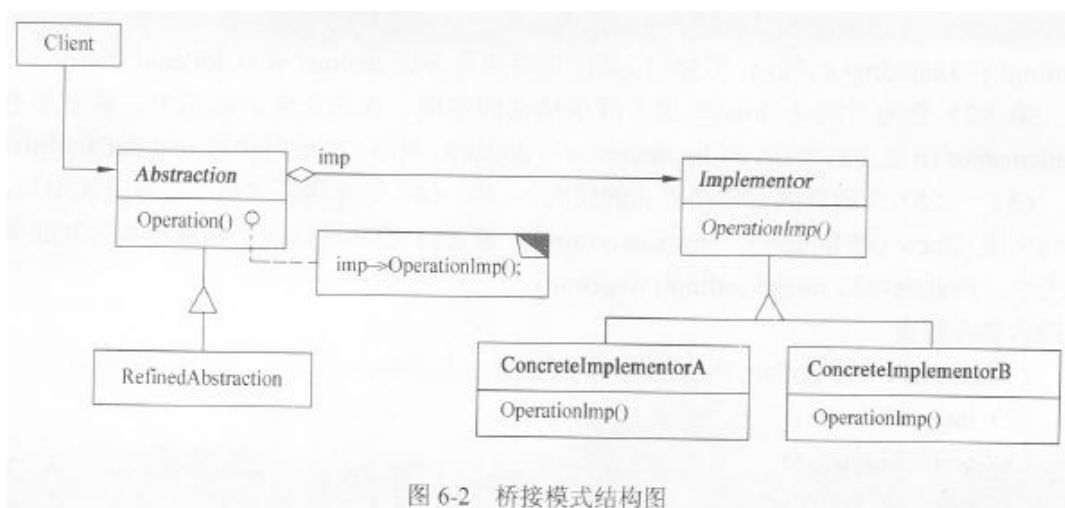 Client
Abstraction
Operation()
imp
imp→OperationImp();
Implementor
OperationImp()
RefinedAbstraction
ConcreteImplementorA
OperationImp()
ConcreteImplementorB
OperationImp()
图 6-2 桥接模式结构图